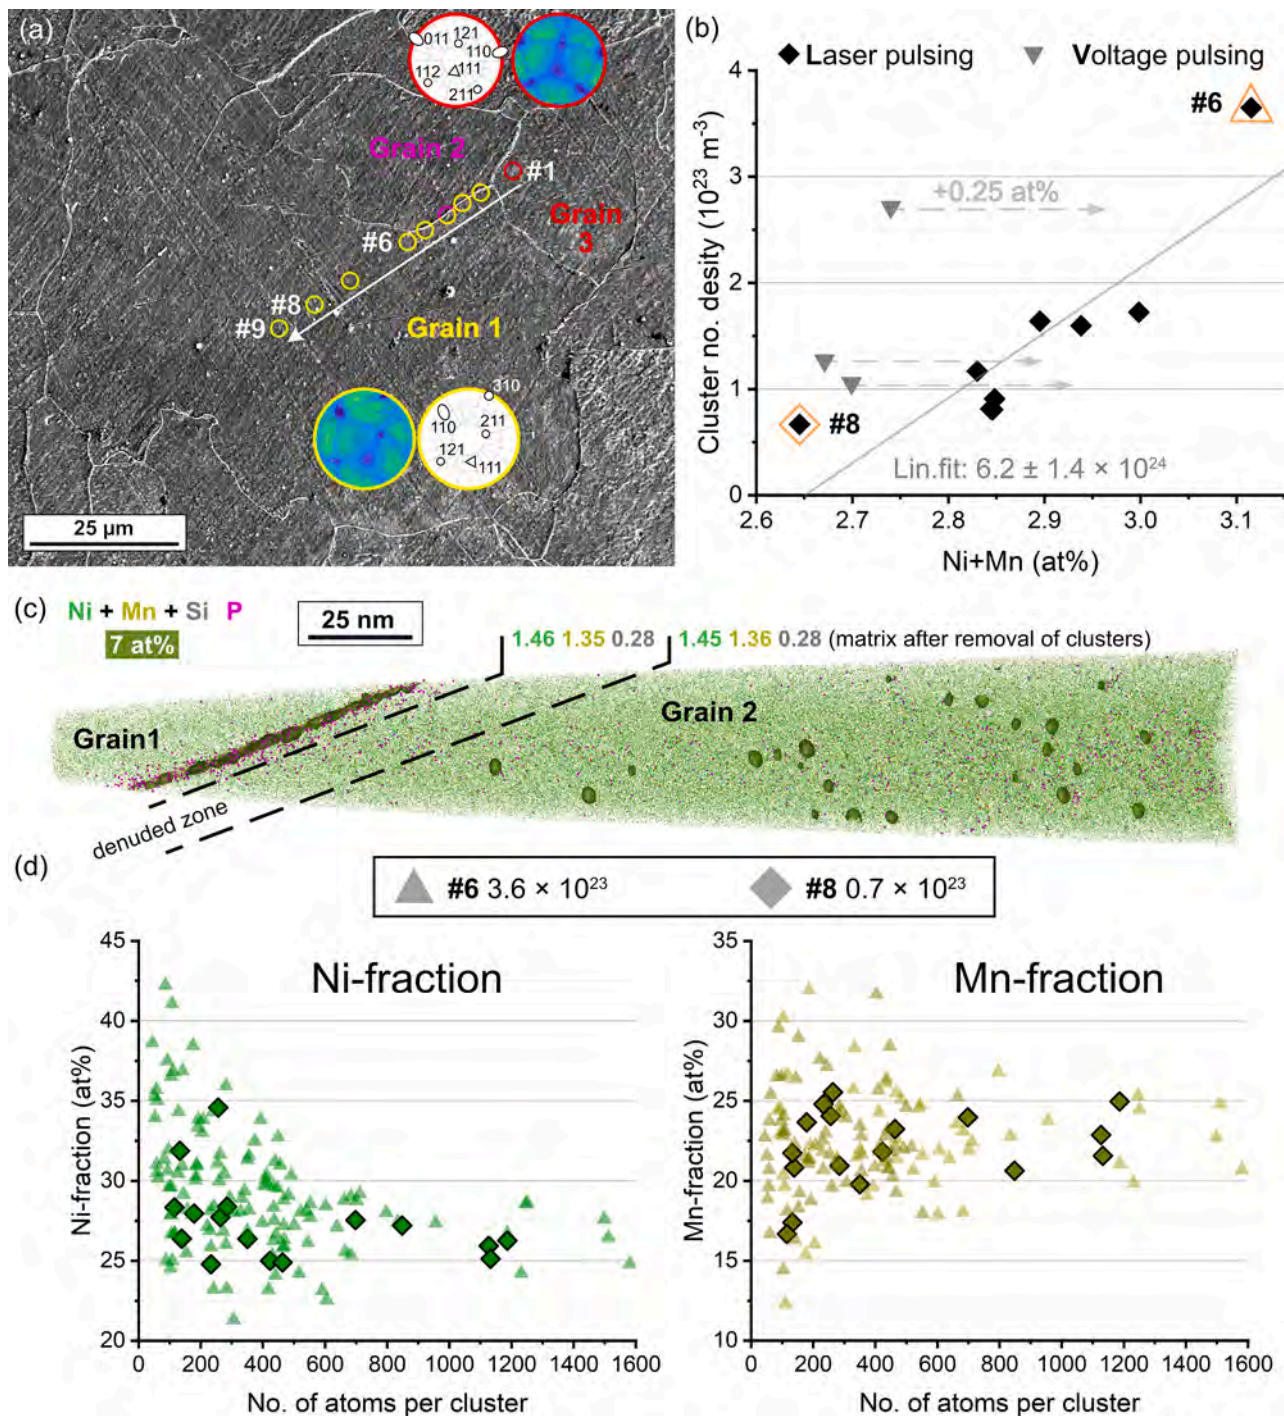 (a)
011
121
110
112
111
211
Grain 2
#1
Grain
3
#6
#8
#9
Grain 1
310
110
211
121
111
25 µm
(b)
Laser pulsing
Voltage pulsing
4
3
2
1
0
Cluster no. desity (10²³ m⁻³)
#6
+0.25 at%
#8
Lin.fit: 6.2 ± 1.4 × 10²⁴
2.6 2.7 2.8 2.9 3.0 3.1
Ni+Mn (at%)
(c)
Ni + Mn + Si P
7 at%
25 nm
1.46 1.35 0.28
1.45 1.36 0.28 (matrix after removal of clusters)
Grain1
Grain 2
denuded zone
(d)
#6 3.6 × 10²³
#8 0.7 × 10²³
Ni-fraction
45
40
35
30
25
20
Ni-fraction (at%)
0 200 400 600 800 1000 1200 1400 1600
No. of atoms per cluster
Mn-fraction
35
30
25
20
15
10
Mn-fraction (at%)
0 200 400 600 800 1000 1200 1400 1600
No. of atoms per cluster